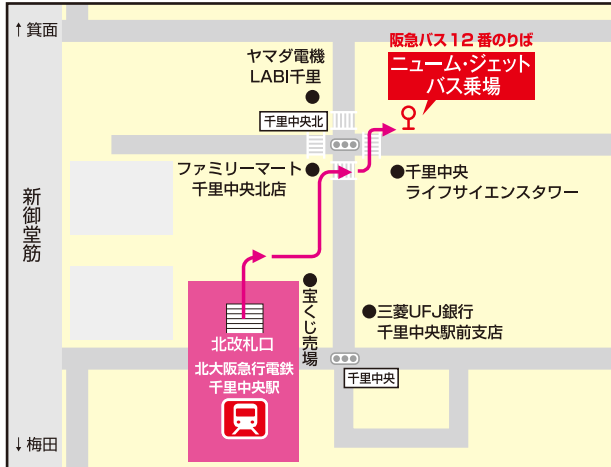 ↑箕面
阪急バス12番のりば
ニューム・ジェット
バス乗場
ヤマダ電機
LABI千里
千里中央北
ファミリーマート
千里中央北店
千里中央
ライフサイエンスタワー
新御堂筋
宝くじ売場
三菱UFJ銀行
千里中央駅前支店
北改札口
北大阪急行電鉄
千里中央駅
千里中央
↓梅田